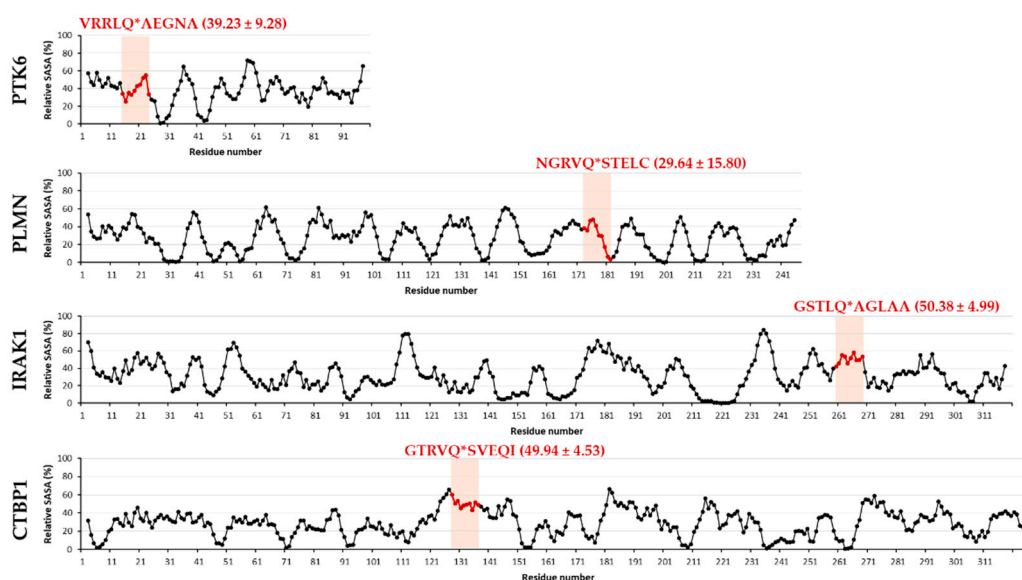 VRRLQ*AEGNA (39.23 ± 9.28)
PTK6
Relative SASA (%)
100
80
60
40
20
0
1 11 21 31 41 51 61 71 81 91
Residue number
NGRVQ*STELC (29.64 ± 15.80)
PLMN
Relative SASA (%)
100
80
60
40
20
0
1 11 21 31 41 51 61 71 81 91 101 111 121 131 141 151 161 171 181 191 201 211 221 231 241
Residue number
GSTLQ*AGLAA (50.38 ± 4.99)
IRAK1
Relative SASA (%)
100
80
60
40
20
0
1 11 21 31 41 51 61 71 81 91 101 111 121 131 141 151 161 171 181 191 201 211 221 231 241 251 261 271 281 291 301 311
Residue number
GTRVQ*SVEQI (49.94 ± 4.53)
CTBP1
Relative SASA (%)
100
80
60
40
20
0
1 11 21 31 41 51 61 71 81 91 101 111 121 131 141 151 161 171 181 191 201 211 221 231 241 251 261 271 281 291 301 311
Residue number